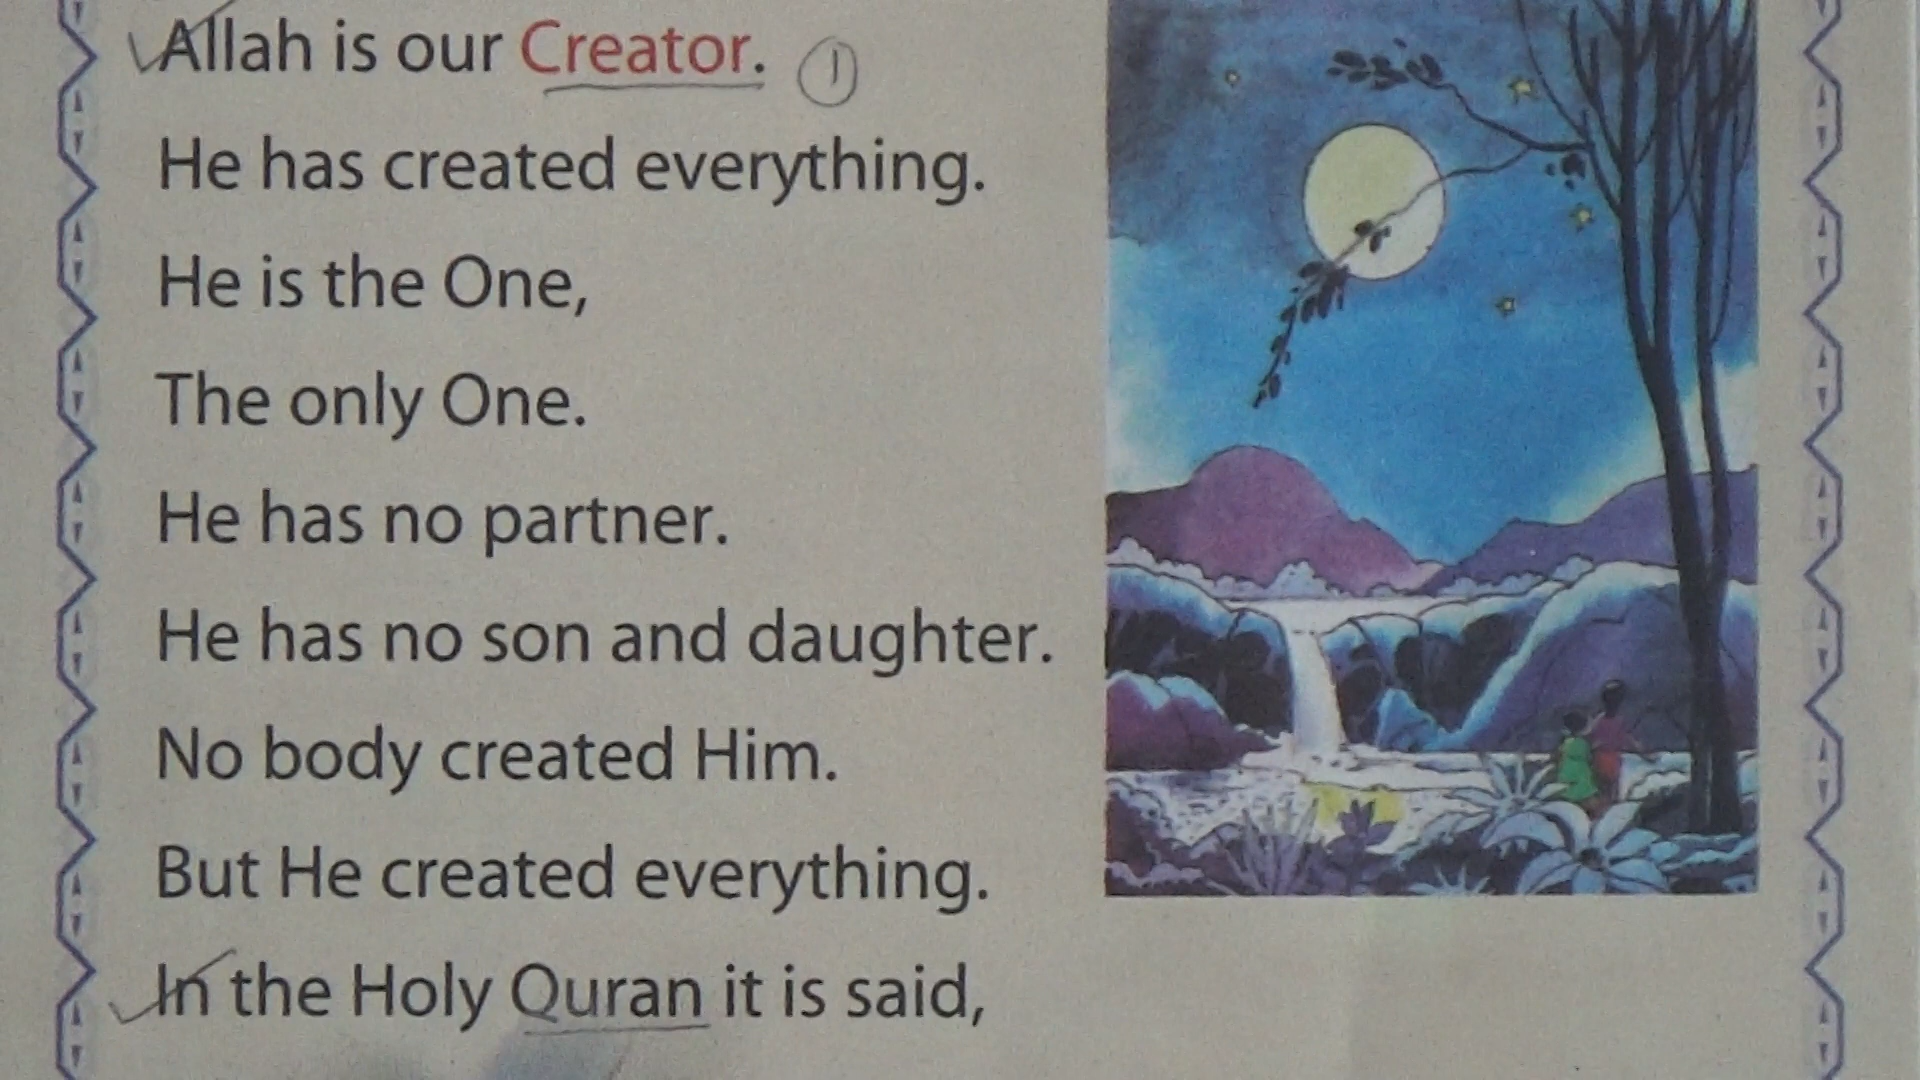 Allah is our Creator. 1
He has created everything.
He is the One,
The only One.
He has no partner.
He has no son and daughter.
No body created Him.
But He created everything.
In the Holy Quran it is said,